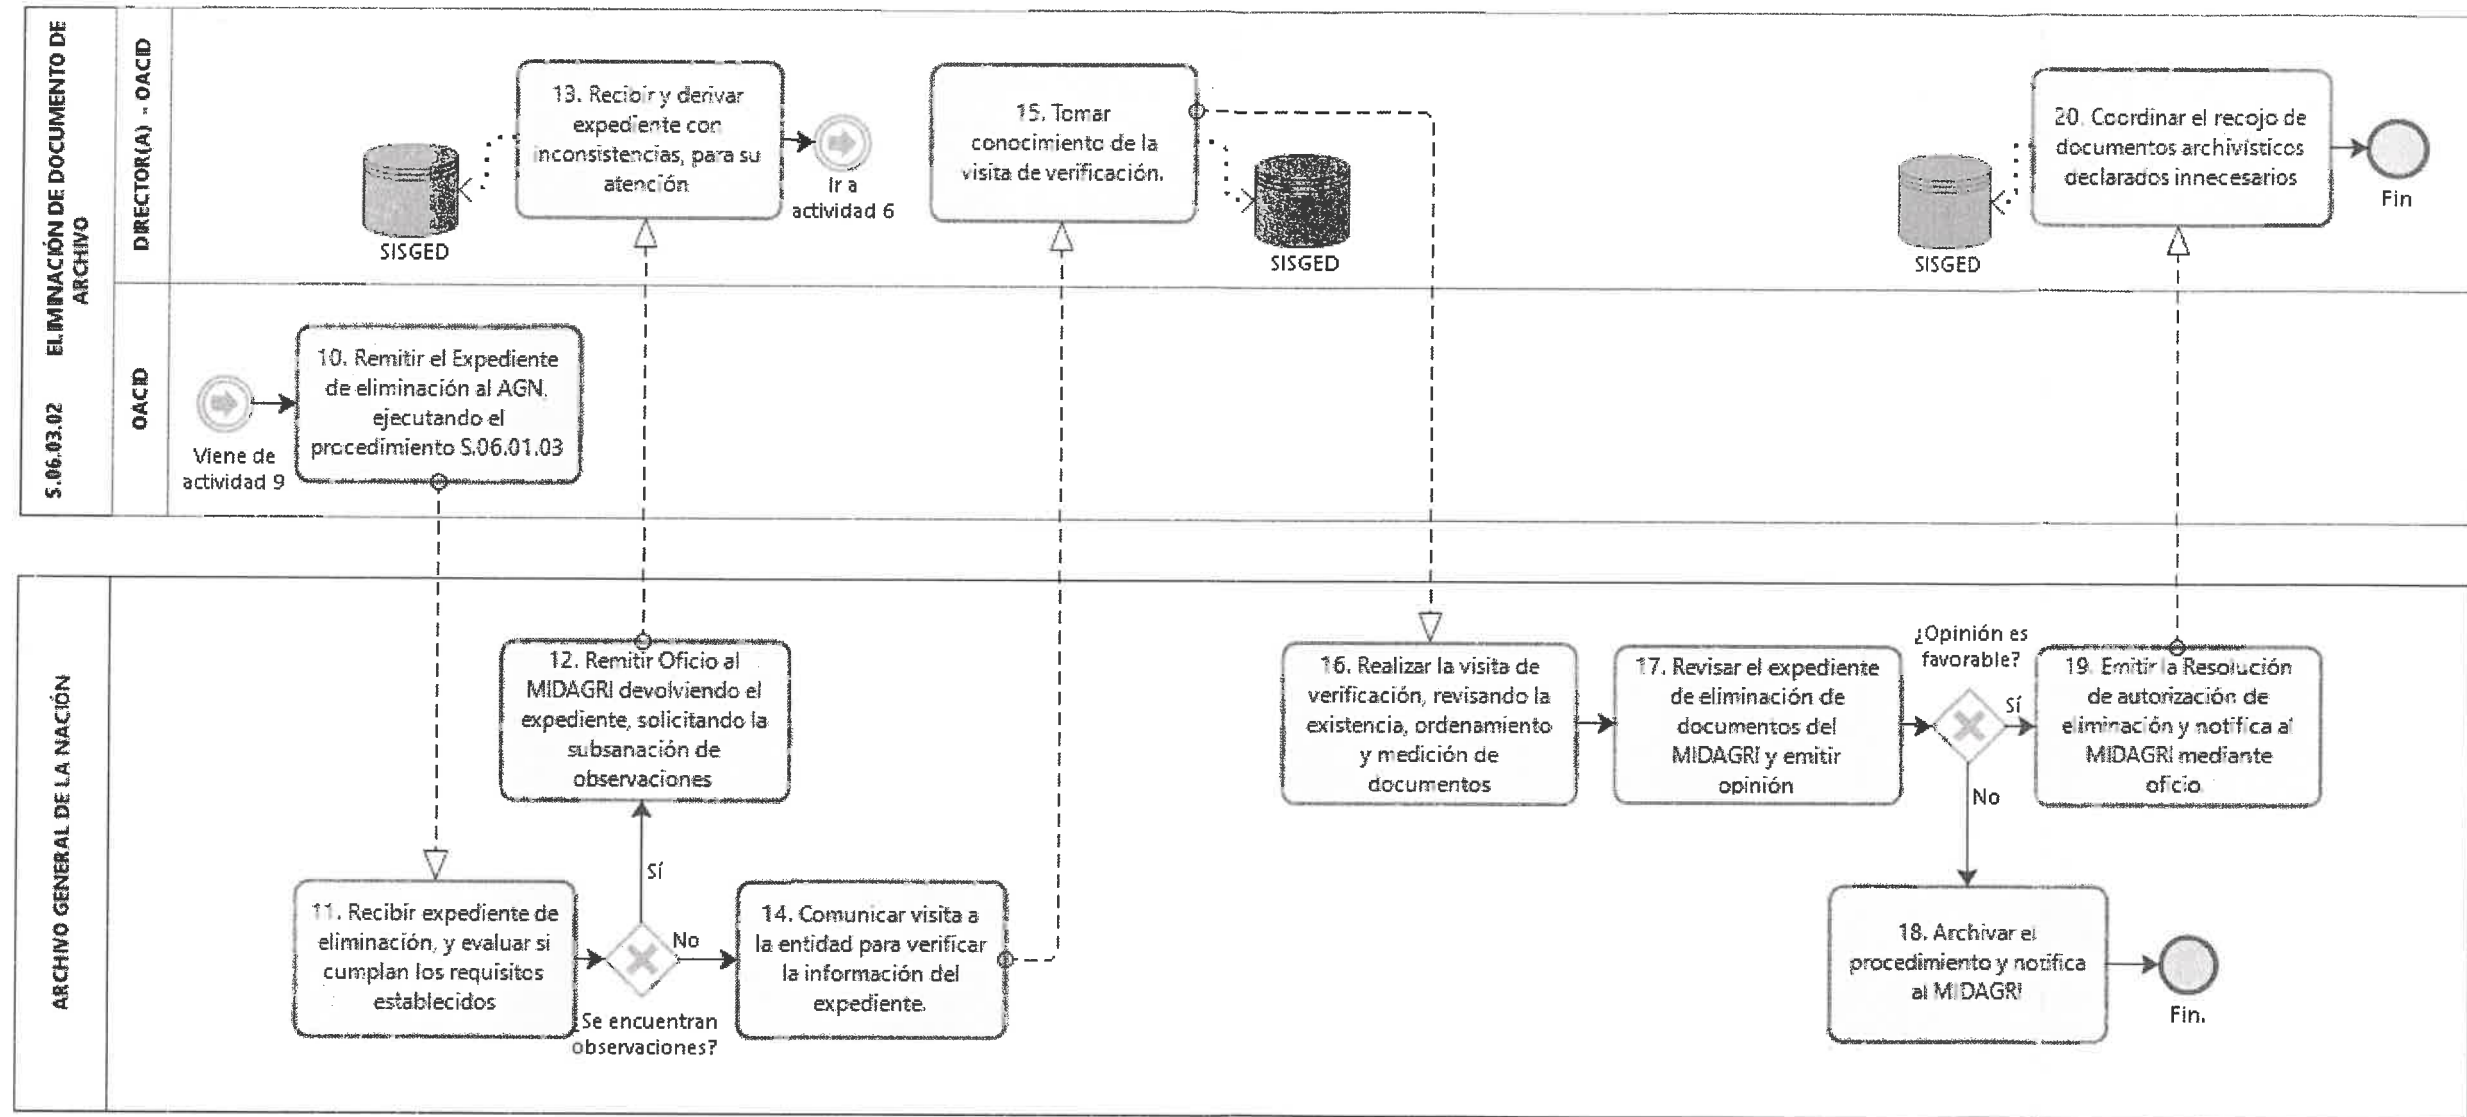 S.06.03.02 ELIMINACIÓN DE DOCUMENTO DE
ARCHIVO
DIRECTOR(A) - OACID
13. Recibir y derivar
expediente con
inconsistencias, para su
atención
SISGED
Ir a
actividad 6
15. Tomar
conocimiento de la
visita de verificación.
SISGED
20. Coordinar el recojo de
documentos archivísticos
declarados innecesarios
SISGED
Fin
OACID
Viene de
actividad 9
10. Remitir el Expediente
de eliminación al AGN,
ejecutando el
procedimiento S.06.01.03
ARCHIVO GENERAL DE LA NACIÓN
12. Remitir Oficio al
MIDAGRI devolviendo el
expediente, solicitando la
subsanación de
observaciones
Sí
11. Recibir expediente de
eliminación, y evaluar si
cumplan los requisitos
establecidos
¿Se encuentran
observaciones?
No
14. Comunicar visita a
la entidad para verificar
la información del
expediente.
16. Realizar la visita de
verificación, revisando la
existencia, ordenamiento
y medición de
documentos
17. Revisar el expediente
de eliminación de
documentos del
MIDAGRI y emitir
opinión
¿Opinión es
favorable?
Sí
No
19. Emitir la Resolución
de autorización de
eliminación y notifica al
MIDAGRI mediante
oficio.
18. Archivar el
procedimiento y notifica
al MIDAGRI
Fin.